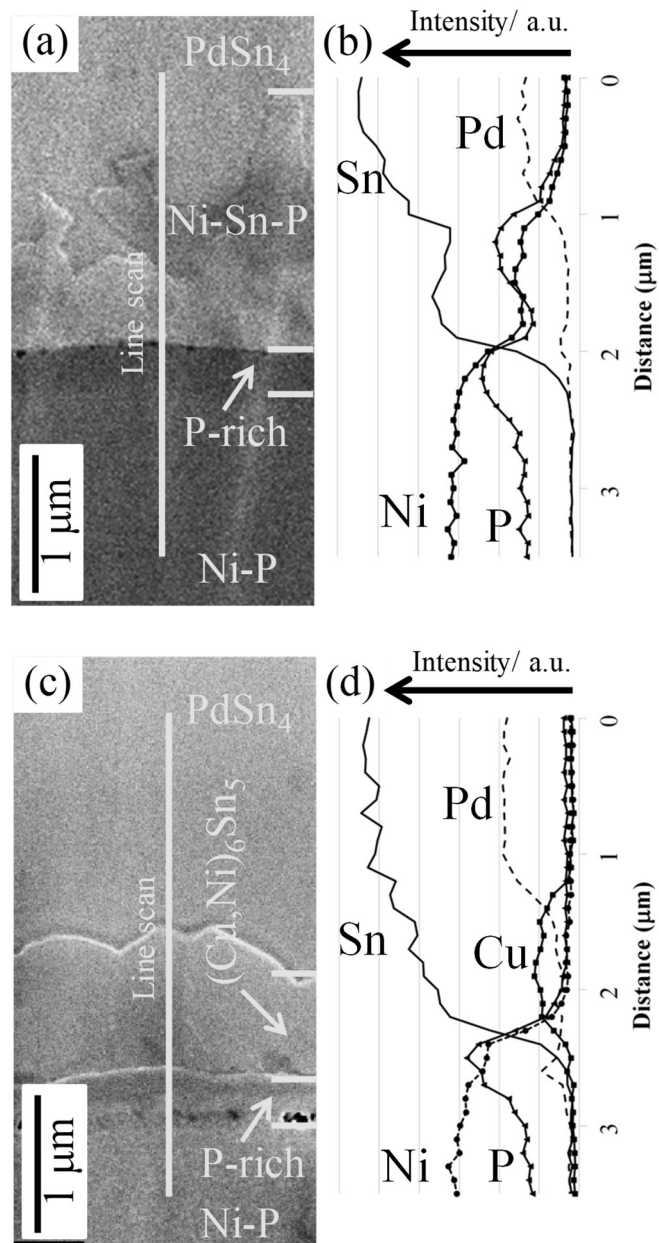 (a)
PdSn4
Ni-Sn-P
Line scan
P-rich
1 μm
Ni-P
(b)
Intensity/ a.u.
Pd
Sn
Ni
P
0
1
2
3
Distance (μm)
(c)
PdSn4
(Cu,Ni)6Sn5
Line scan
P-rich
1 μm
Ni-P
(d)
Intensity/ a.u.
Pd
Sn
Cu
Ni
P
0
1
2
3
Distance (μm)